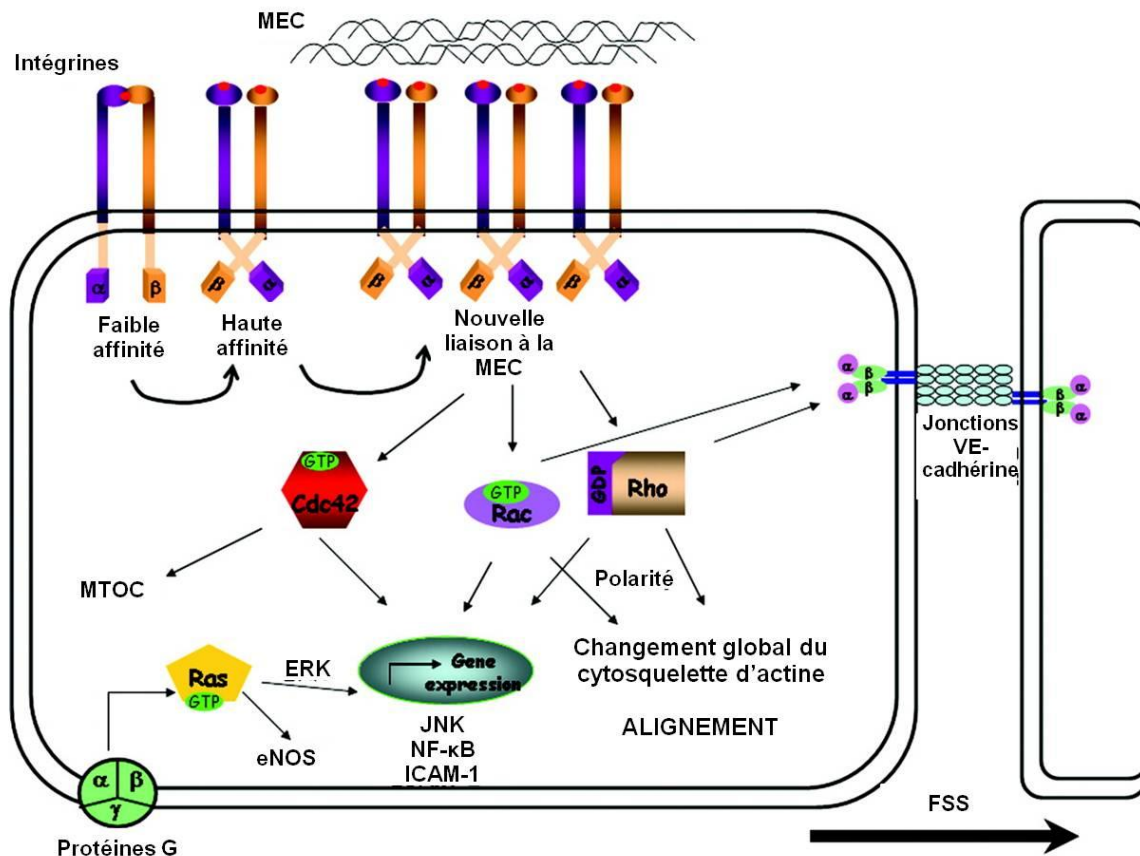 MEC
Intégrines
α
β
β
α
β
α
β
α
β
α
Faible
affinité
Haute
affinité
Nouvelle
liaison à la
MEC
α
β
α
β
β
α
β
α
Jonctions
VE-
cadhérine
GTP
Cdc42
GTP
Rac
GDP
Rho
MTOC
Polarité
Ras
GTP
ERK
Gene
expression
Changement global du
cytosquelette d'actine
JNK
NF-κB
ICAM-1
eNOS
ALIGNEMENT
α
β
γ
Protéines G
FSS